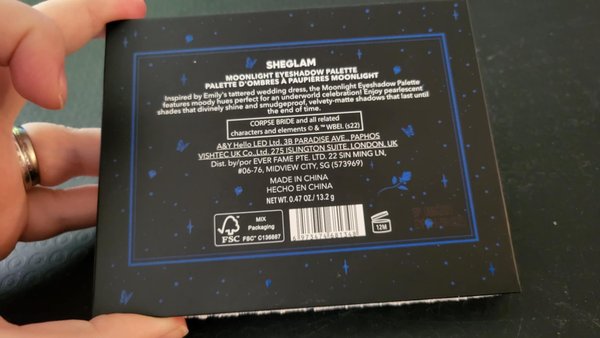 SHEGLAM
MOONLIGHT EYESHADOW PALETTE
PALETTE D'OMBRES À PAUPIÈRES MOONLIGHT
Inspired by Emily's tattered wedding dress, the Moonlight Eyeshadow Palette
features moody hues perfect for an underworld celebration! Enjoy pearlescent
shades that divinely shine and smudgeproof, velvety-matte shadows that last until
the end of time.
CORPSE BRIDE and all related
characters and elements © & ™ WBEI. (s22)
A&Y Hello LED Ltd. 3B PARADISE AVE., PAPHOS
VISHTEC UK Co.,Ltd. 275 ISLINGTON SUITE, LONDON, UK
Dist. by/por EVER FAME PTE. LTD. 22 SIN MING LN,
#06-76, MIDVIEW CITY, SG (573969)
MADE IN CHINA
HECHO EN CHINA
NET WT. 0.47 OZ/ 13.2 g
FSC
MIX
Packaging
FSC® C136867
12M